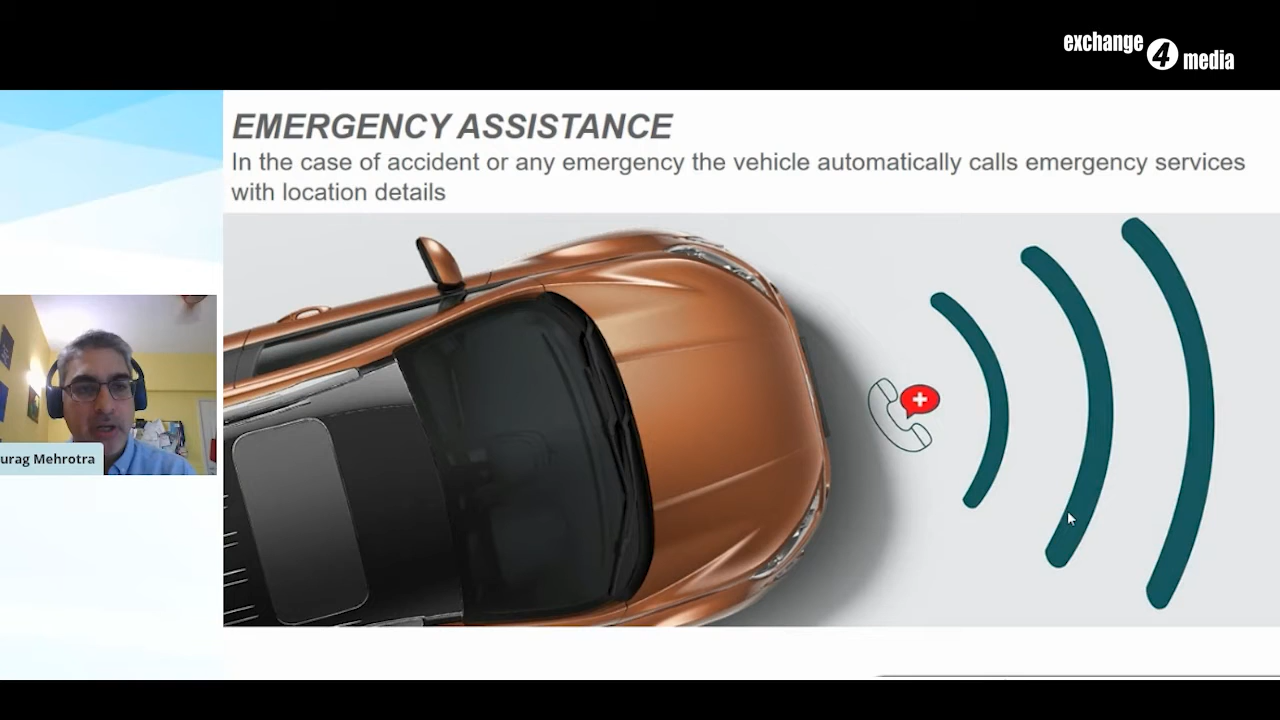 exchange
4
media
EMERGENCY ASSISTANCE
In the case of accident or any emergency the vehicle automatically calls emergency services
with location details
urag Mehrotra